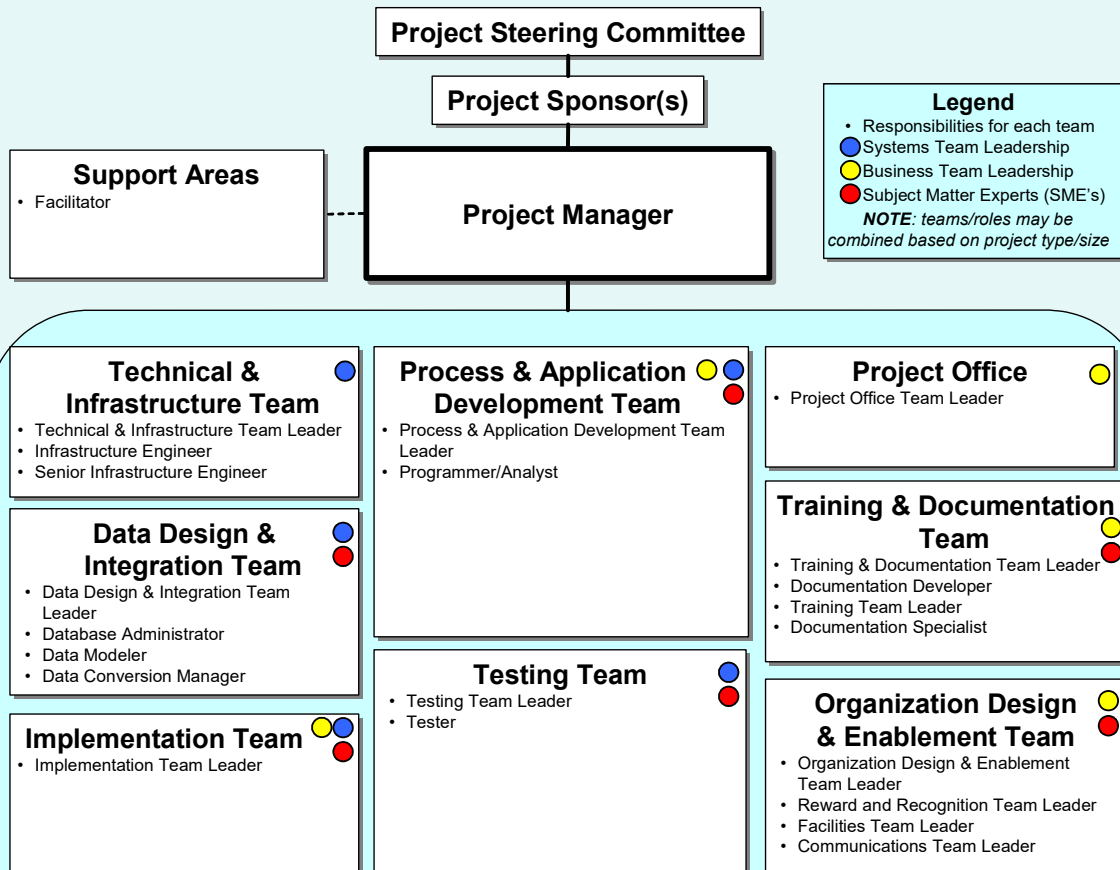 Project Steering Committee
Project Sponsor(s)
Legend
• Responsibilities for each team
Systems Team Leadership
Business Team Leadership
Subject Matter Experts (SME's)
NOTE: teams/roles may be
combined based on project type/size
Support Areas
• Facilitator
Project Manager
Technical &
Infrastructure Team
• Technical & Infrastructure Team Leader
• Infrastructure Engineer
• Senior Infrastructure Engineer
Process & Application
Development Team
• Process & Application Development Team
Leader
• Programmer/Analyst
Project Office
• Project Office Team Leader
Data Design &
Integration Team
• Data Design & Integration Team
Leader
• Database Administrator
• Data Modeler
• Data Conversion Manager
Training & Documentation
Team
• Training & Documentation Team Leader
• Documentation Developer
• Training Team Leader
• Documentation Specialist
Implementation Team
• Implementation Team Leader
Testing Team
• Testing Team Leader
• Tester
Organization Design
& Enablement Team
• Organization Design & Enablement
Team Leader
• Reward and Recognition Team Leader
• Facilities Team Leader
• Communications Team Leader